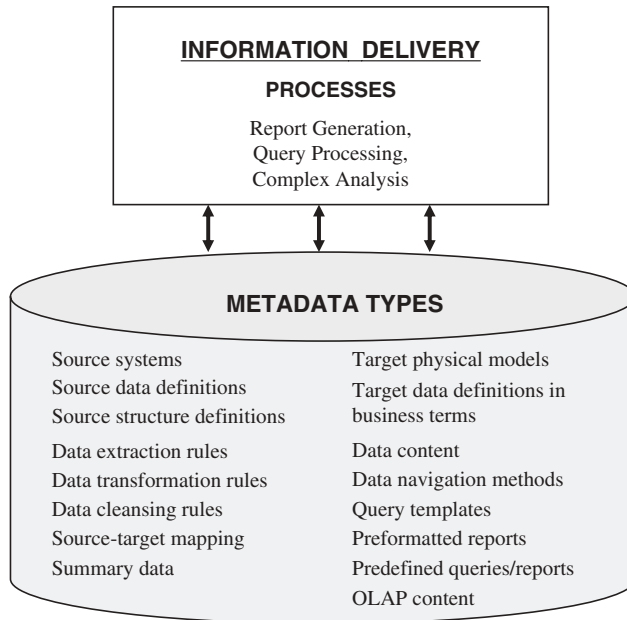 INFORMATION DELIVERY
PROCESSES
Report Generation,
Query Processing,
Complex Analysis
METADATA TYPES
Source systems
Source data definitions
Source structure definitions
Data extraction rules
Data transformation rules
Data cleansing rules
Source-target mapping
Summary data
Target physical models
Target data definitions in
business terms
Data content
Data navigation methods
Query templates
Preformatted reports
Predefined queries/reports
OLAP content